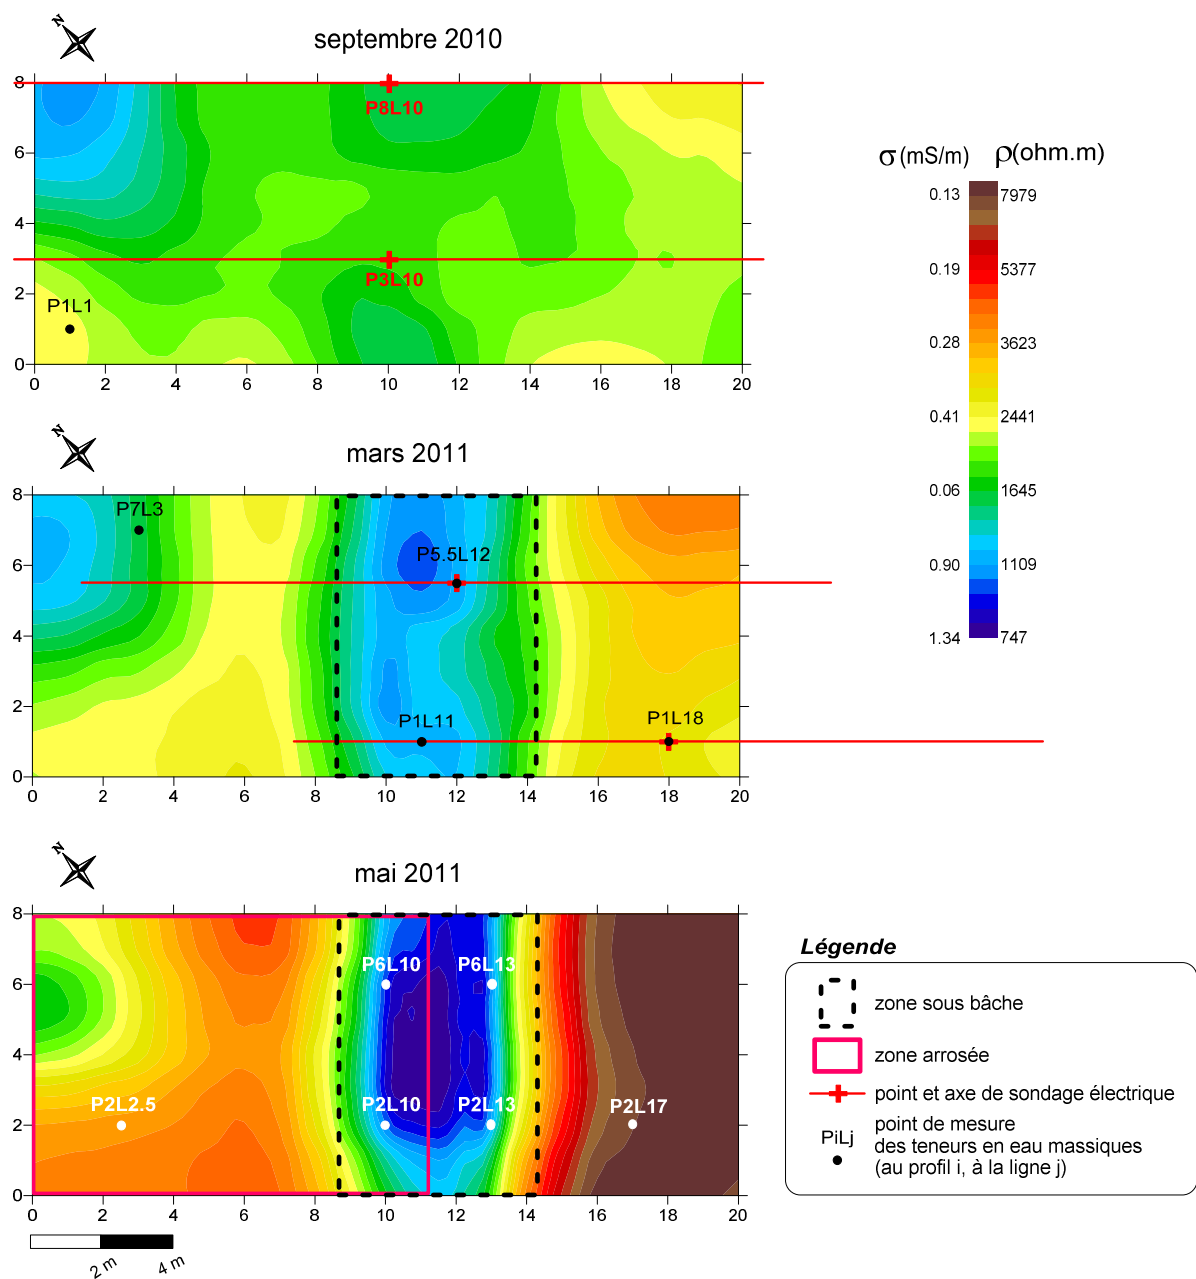 N
septembre 2010
8
6
4
2
0
P8L10
P3L10
P1L1
0 2 4 6 8 10 12 14 16 18 20
σ (mS/m) ρ(ohm.m)
0.13 7979
0.19 5377
0.28 3623
0.41 2441
0.06 1645
0.90 1109
1.34 747
N
mars 2011
8
6
4
2
0
P7L3
P5.5L12
P1L11
P1L18
0 2 4 6 8 10 12 14 16 18 20
N
mai 2011
8
6
4
2
0
P6L10
P6L13
P2L2.5
P2L10
P2L13
P2L17
0 2 4 6 8 10 12 14 16 18 20
2 m
4 m
Légende
zone sous bâche
zone arrosée
point et axe de sondage électrique
PiLj
point de mesure
des teneurs en eau massiques
(au profil i, à la ligne j)